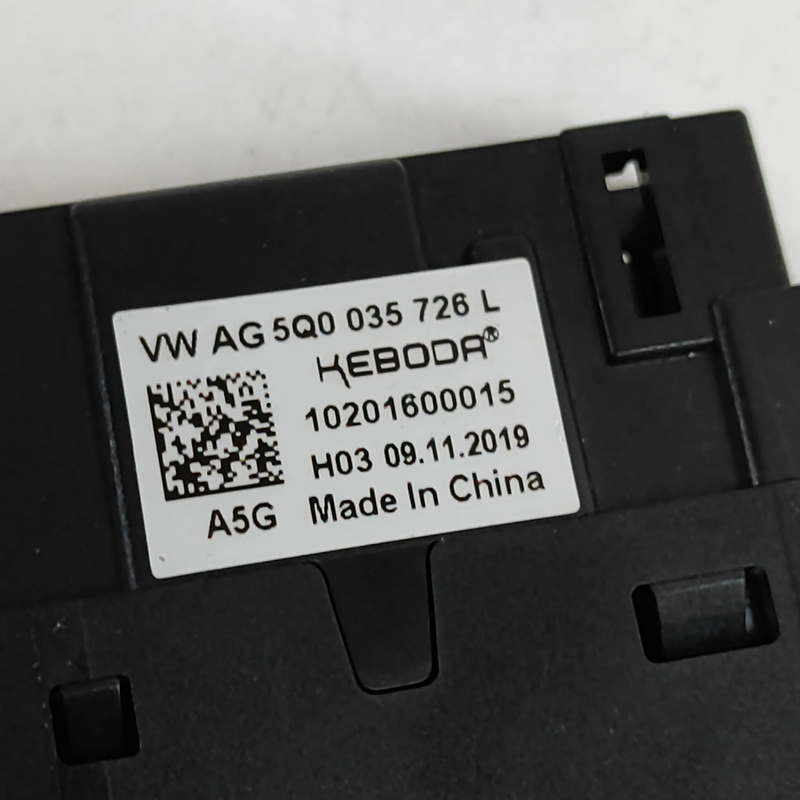 VW AG 5Q0 035 726 L
KEBODA®
10201600015
H03 09.11.2019
A5G Made In China